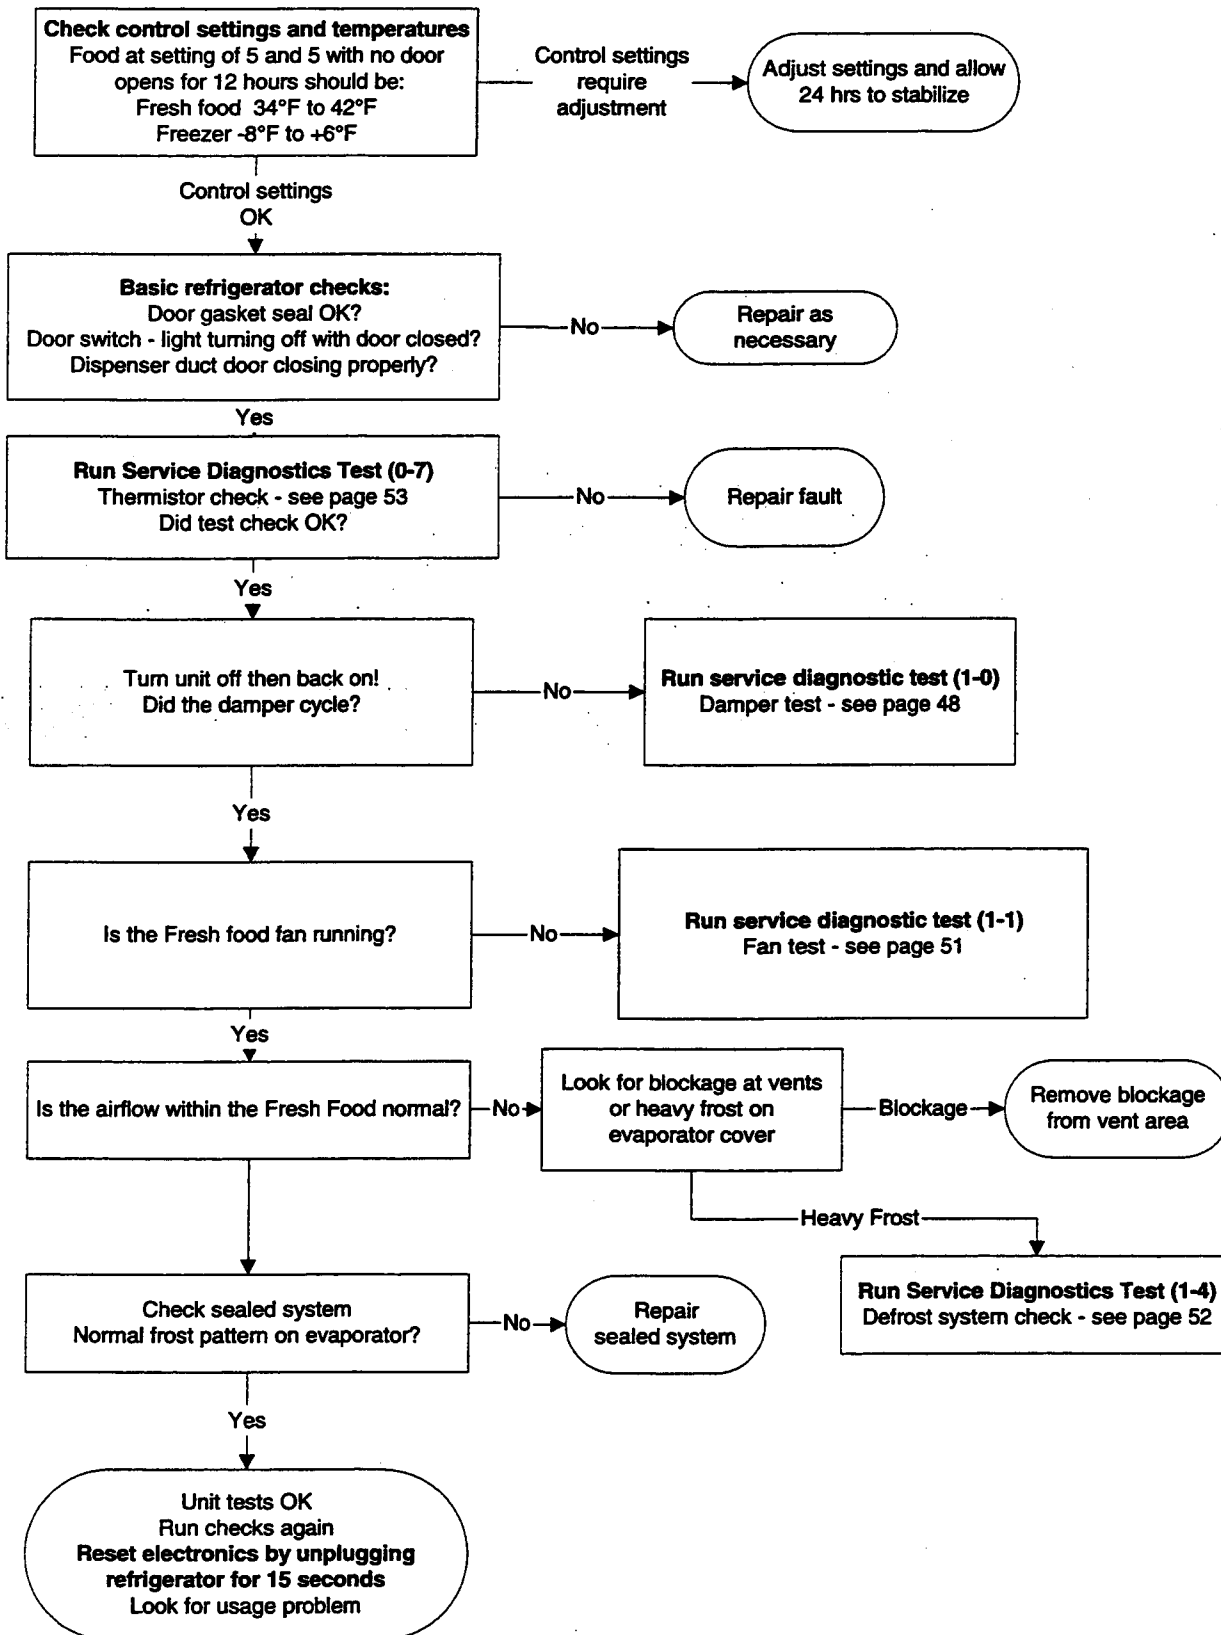 Check control settings and temperatures
Food at setting of 5 and 5 with no door
opens for 12 hours should be:
Fresh food 34°F to 42°F
Freezer -8°F to +6°F
Control settings
require
adjustment
Adjust settings and allow
24 hrs to stabilize
Control settings
OK
Basic refrigerator checks:
Door gasket seal OK?
Door switch - light turning off with door closed?
Dispenser duct door closing properly?
No
Repair as
necessary
Yes
Run Service Diagnostics Test (0-7)
Thermistor check - see page 53
Did test check OK?
No
Repair fault
Yes
Turn unit off then back on!
Did the damper cycle?
No
Run service diagnostic test (1-0)
Damper test - see page 48
Yes
Is the Fresh food fan running?
No
Run service diagnostic test (1-1)
Fan test - see page 51
Yes
Is the airflow within the Fresh Food normal?
No
Look for blockage at vents
or heavy frost on
evaporator cover
Blockage
Remove blockage
from vent area
Heavy Frost
Run Service Diagnostics Test (1-4)
Defrost system check - see page 52
Check sealed system
Normal frost pattern on evaporator?
No
Repair
sealed system
Yes
Unit tests OK
Run checks again
Reset electronics by unplugging
refrigerator for 15 seconds
Look for usage problem